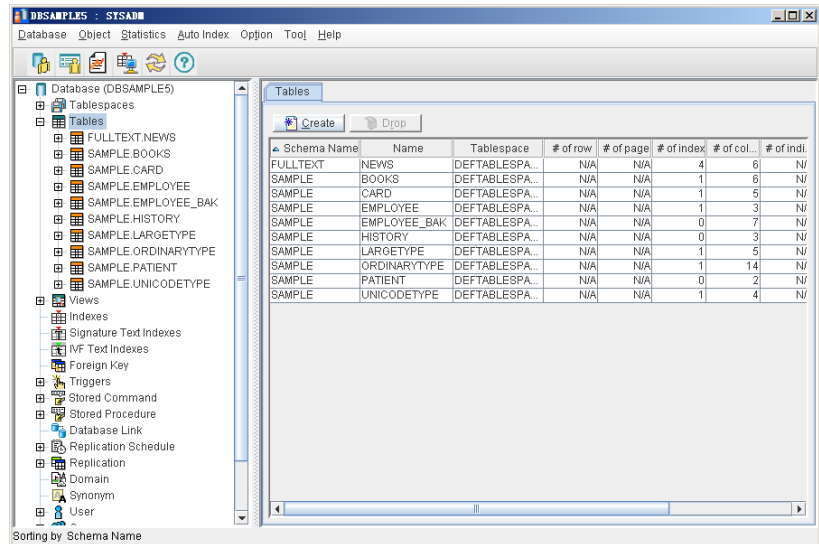 DBSAMPLE5 : SYSADM
Database Object Statistics Auto Index Option Tool Help
Database (DBSAMPLE5)
Tablespaces
Tables
FULLTEXT.NEWS
SAMPLE.BOOKS
SAMPLE.CARD
SAMPLE.EMPLOYEE
SAMPLE.EMPLOYEE_BAK
SAMPLE.HISTORY
SAMPLE.LARGETYPE
SAMPLE.ORDINARYTYPE
SAMPLE.PATIENT
SAMPLE.UNICODETYPE
Views
Indexes
Signature Text Indexes
IVF Text Indexes
Foreign Key
Triggers
Stored Command
Stored Procedure
Database Link
Replication Schedule
Replication
Domain
Synonym
User
Tables
Create Drop
Schema Name Name Tablespace # of row # of page # of index # of col... # of indi.
FULLTEXT NEWS DEFTABLESPA... N/A N/A 4 6 N/
SAMPLE BOOKS DEFTABLESPA... N/A N/A 1 6 N/
SAMPLE CARD DEFTABLESPA... N/A N/A 1 5 N/
SAMPLE EMPLOYEE DEFTABLESPA... N/A N/A 1 3 N/
SAMPLE EMPLOYEE_BAK DEFTABLESPA... N/A N/A 0 7 N/
SAMPLE HISTORY DEFTABLESPA... N/A N/A 0 3 N/
SAMPLE LARGETYPE DEFTABLESPA... N/A N/A 1 5 N/
SAMPLE ORDINARYTYPE DEFTABLESPA... N/A N/A 1 14 N/
SAMPLE PATIENT DEFTABLESPA... N/A N/A 0 2 N/
SAMPLE UNICODETYPE DEFTABLESPA... N/A N/A 1 4 N/
Sorting by Schema Name